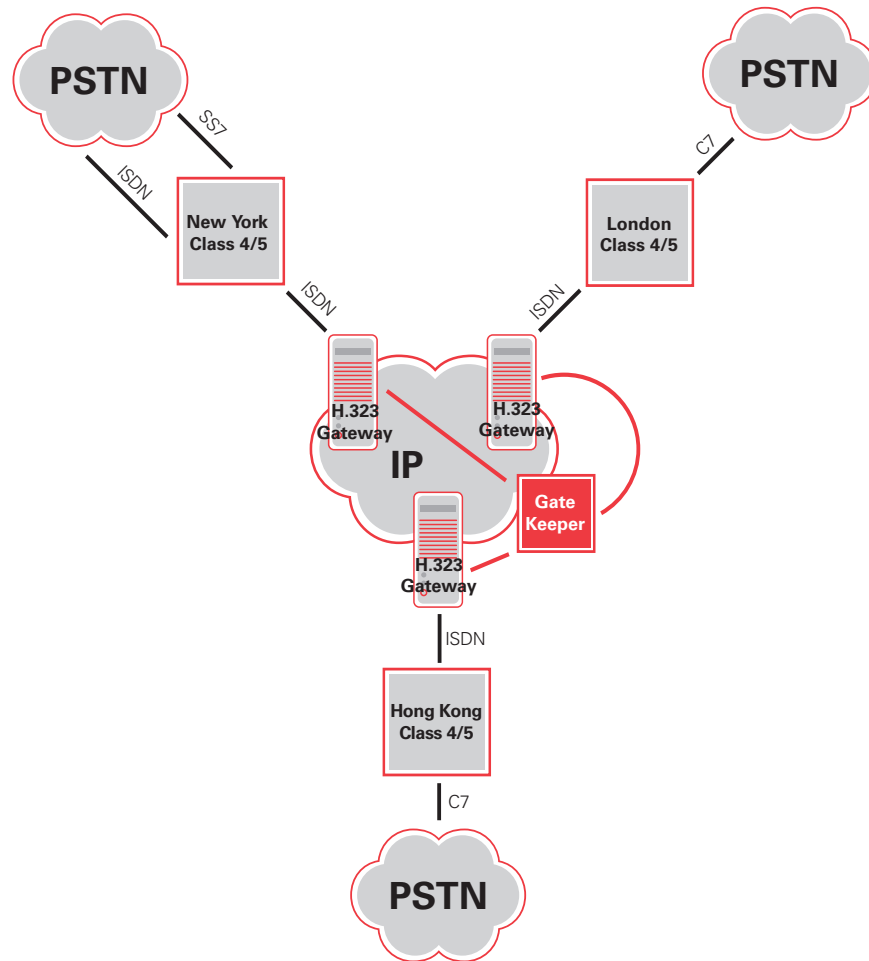 PSTN
PSTN
SS7
C7
ISDN
New York
Class 4/5
London
Class 4/5
ISDN
ISDN
H.323
Gateway
H.323
Gateway
IP
Gate
Keeper
H.323
Gateway
ISDN
Hong Kong
Class 4/5
C7
PSTN